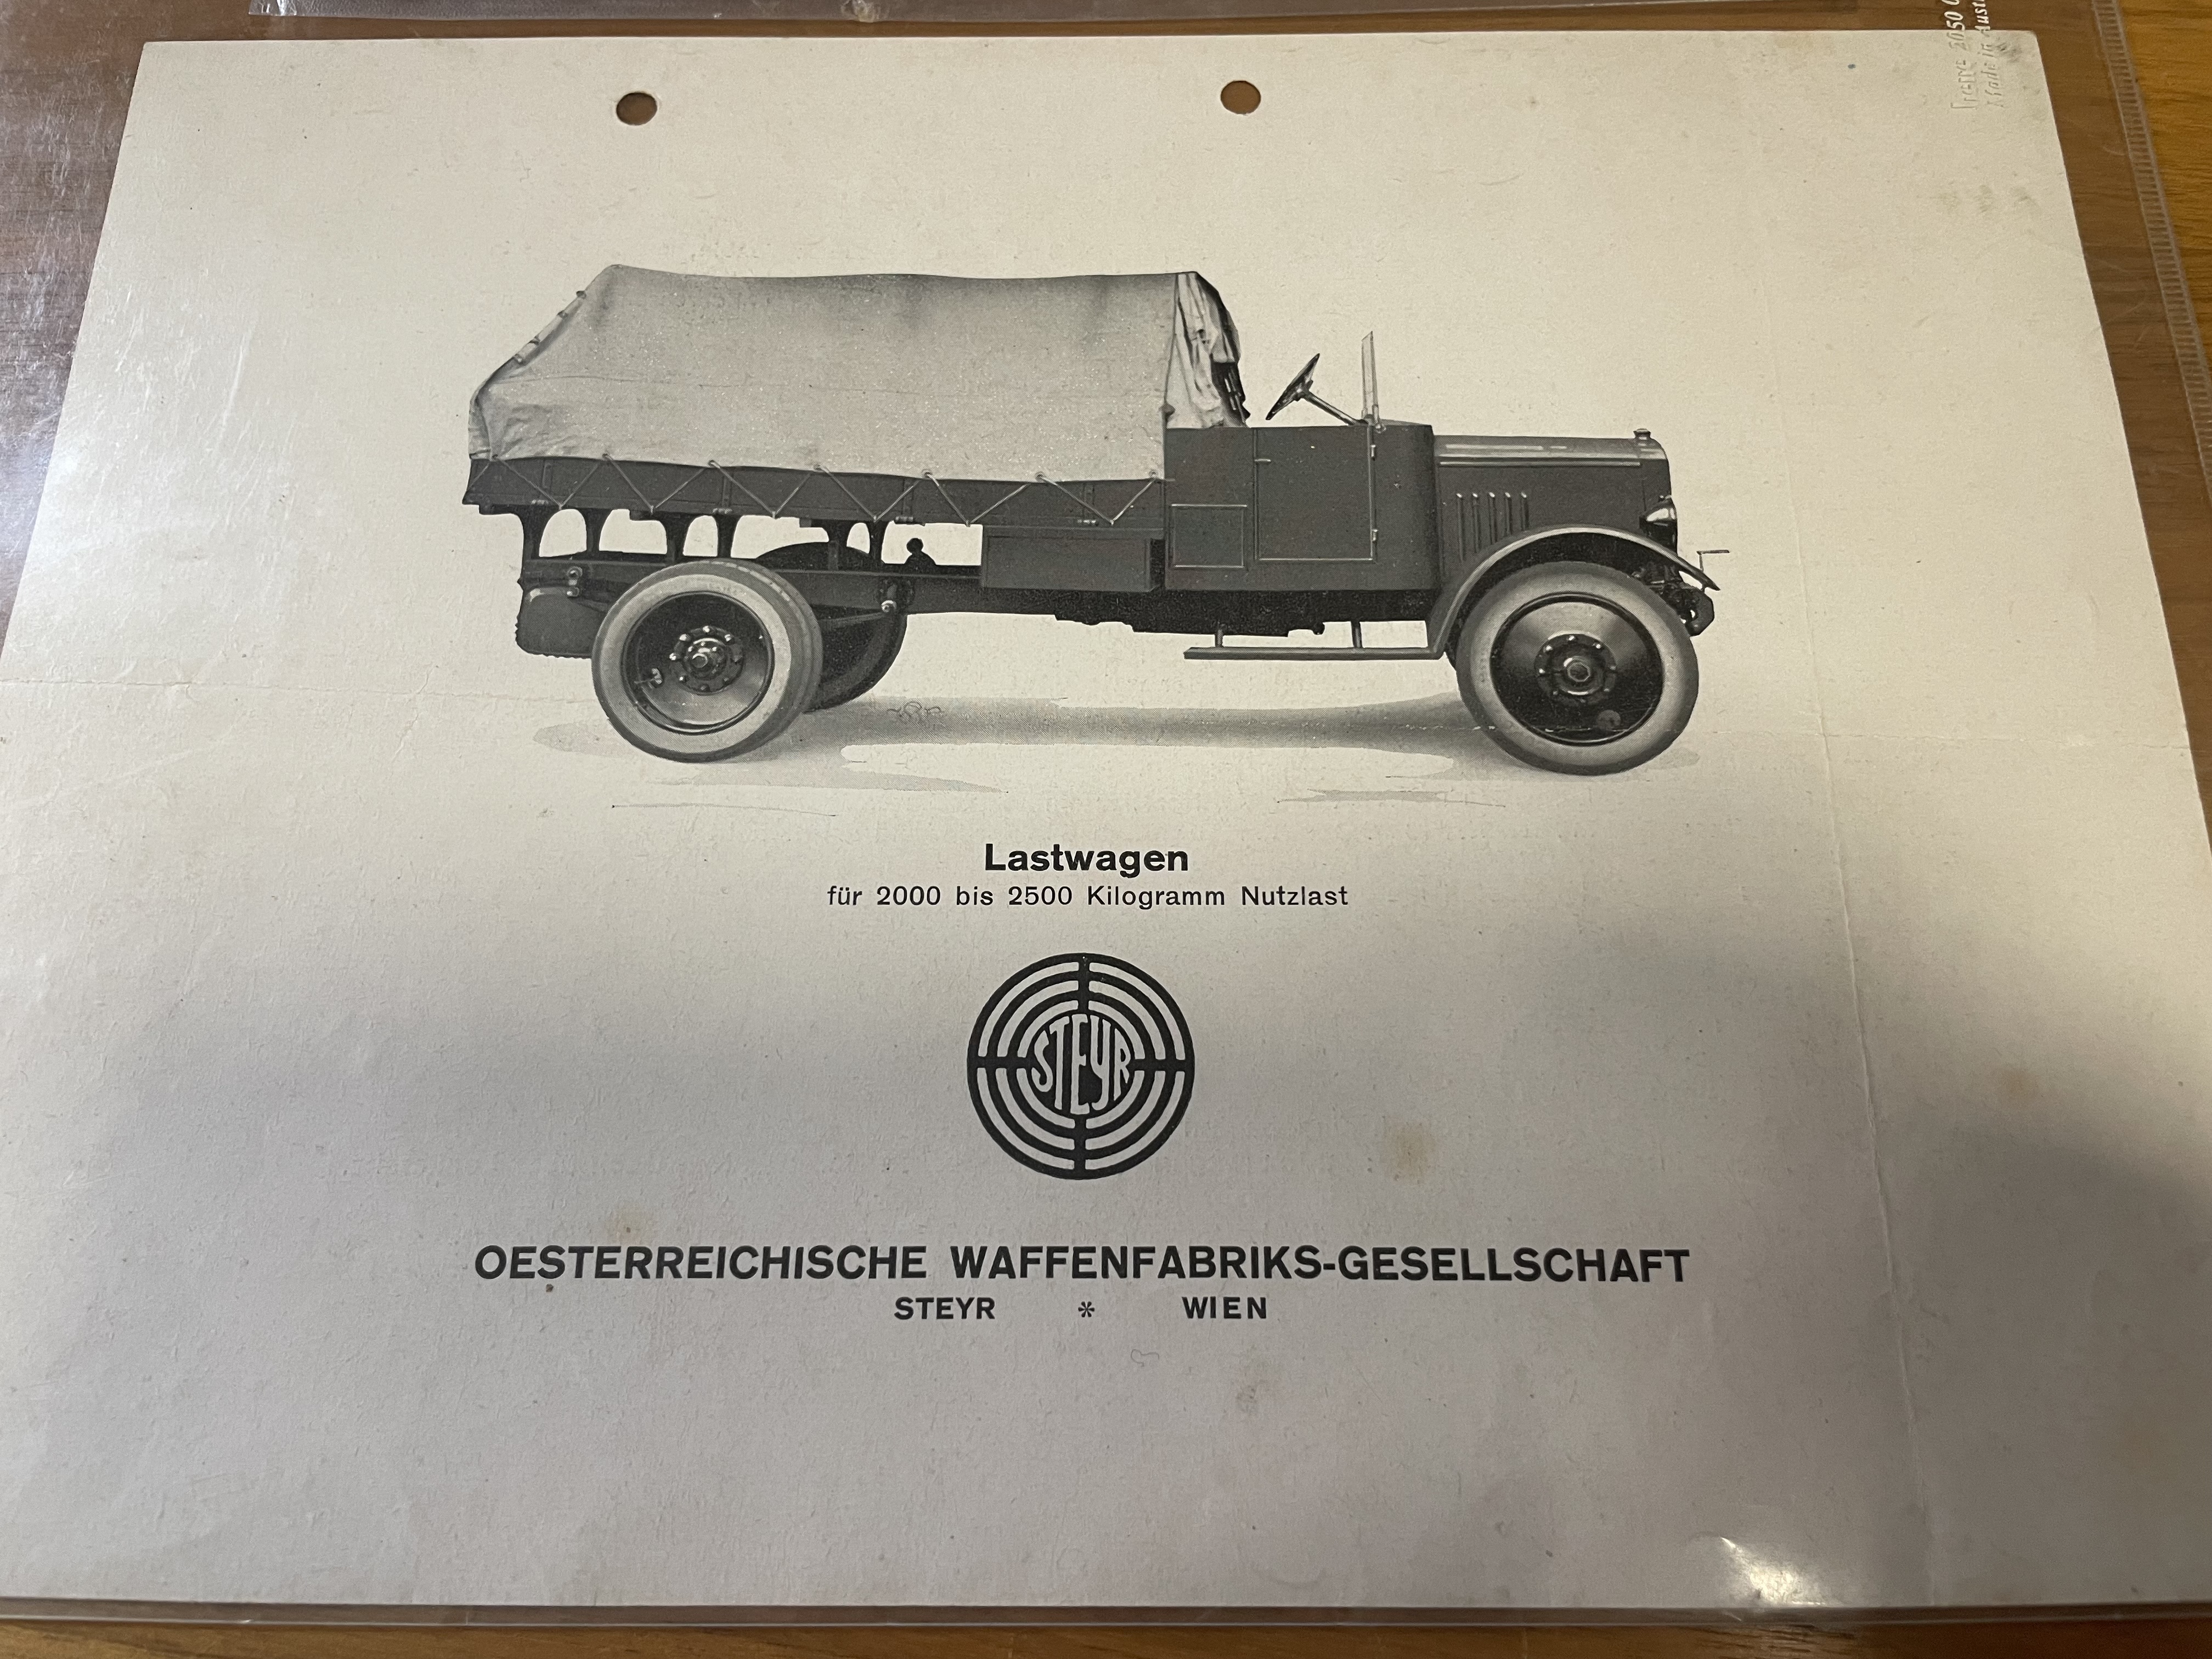 Lastwagen
für 2000 bis 2500 Kilogramm Nutzlast
STEYR
OESTERREICHISCHE WAFFENFABRIKS-GESELLSCHAFT
STEYR * WIEN